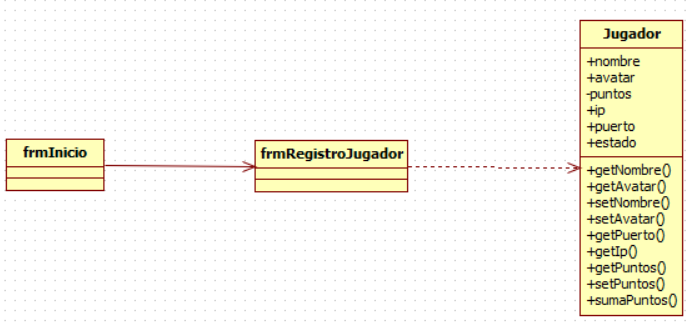 frmInicio
frmRegistroJugador
Jugador
+nombre
+avatar
-puntos
+ip
+puerto
+estado
+getNombre()
+getAvatar()
+setNombre()
+setAvatar()
+getPuerto()
+getIp()
+getPuntos()
+setPuntos()
+sumaPuntos()